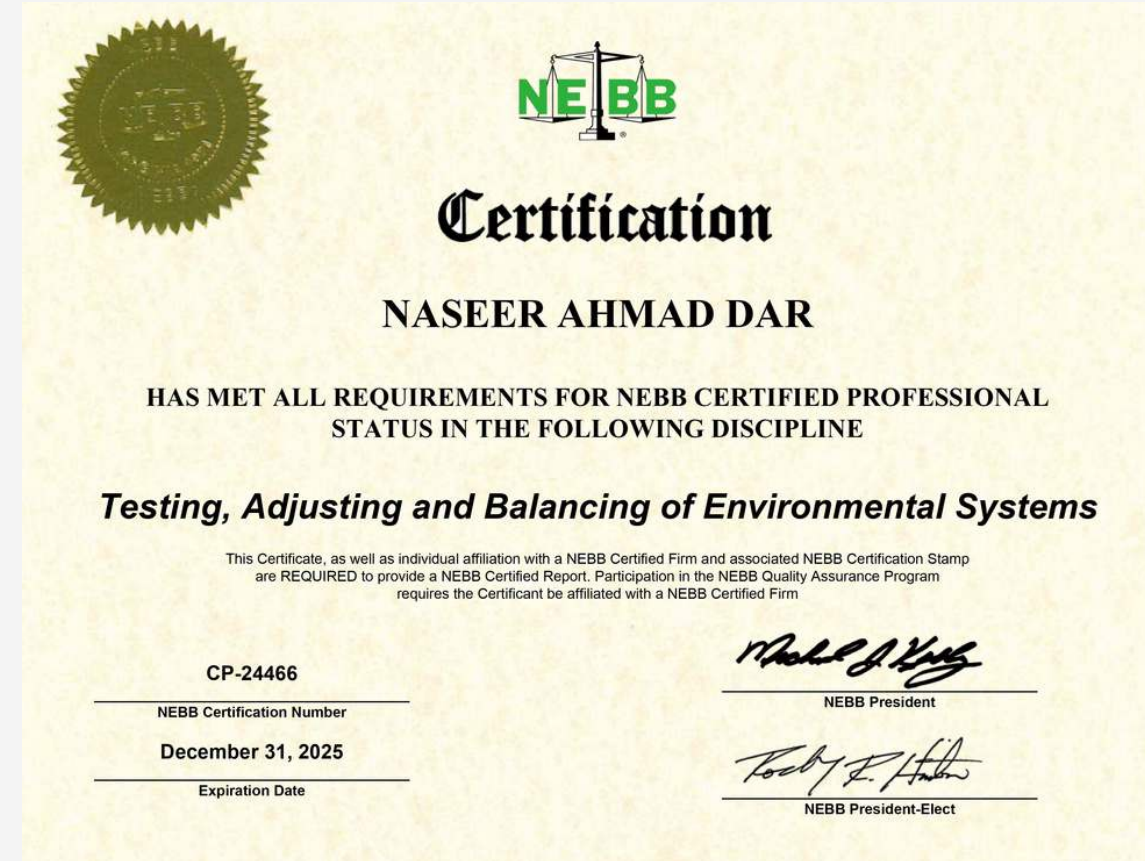 NEBB
Certification
NASEER AHMAD DAR
HAS MET ALL REQUIREMENTS FOR NEBB CERTIFIED PROFESSIONAL
STATUS IN THE FOLLOWING DISCIPLINE
Testing, Adjusting and Balancing of Environmental Systems
This Certificate, as well as individual affiliation with a NEBB Certified Firm and associated NEBB Certification Stamp
are REQUIRED to provide a NEBB Certified Report. Participation in the NEBB Quality Assurance Program
requires the Certificant be affiliated with a NEBB Certified Firm
CP-24466
NEBB Certification Number
December 31, 2025
Expiration Date
NEBB President
NEBB President-Elect